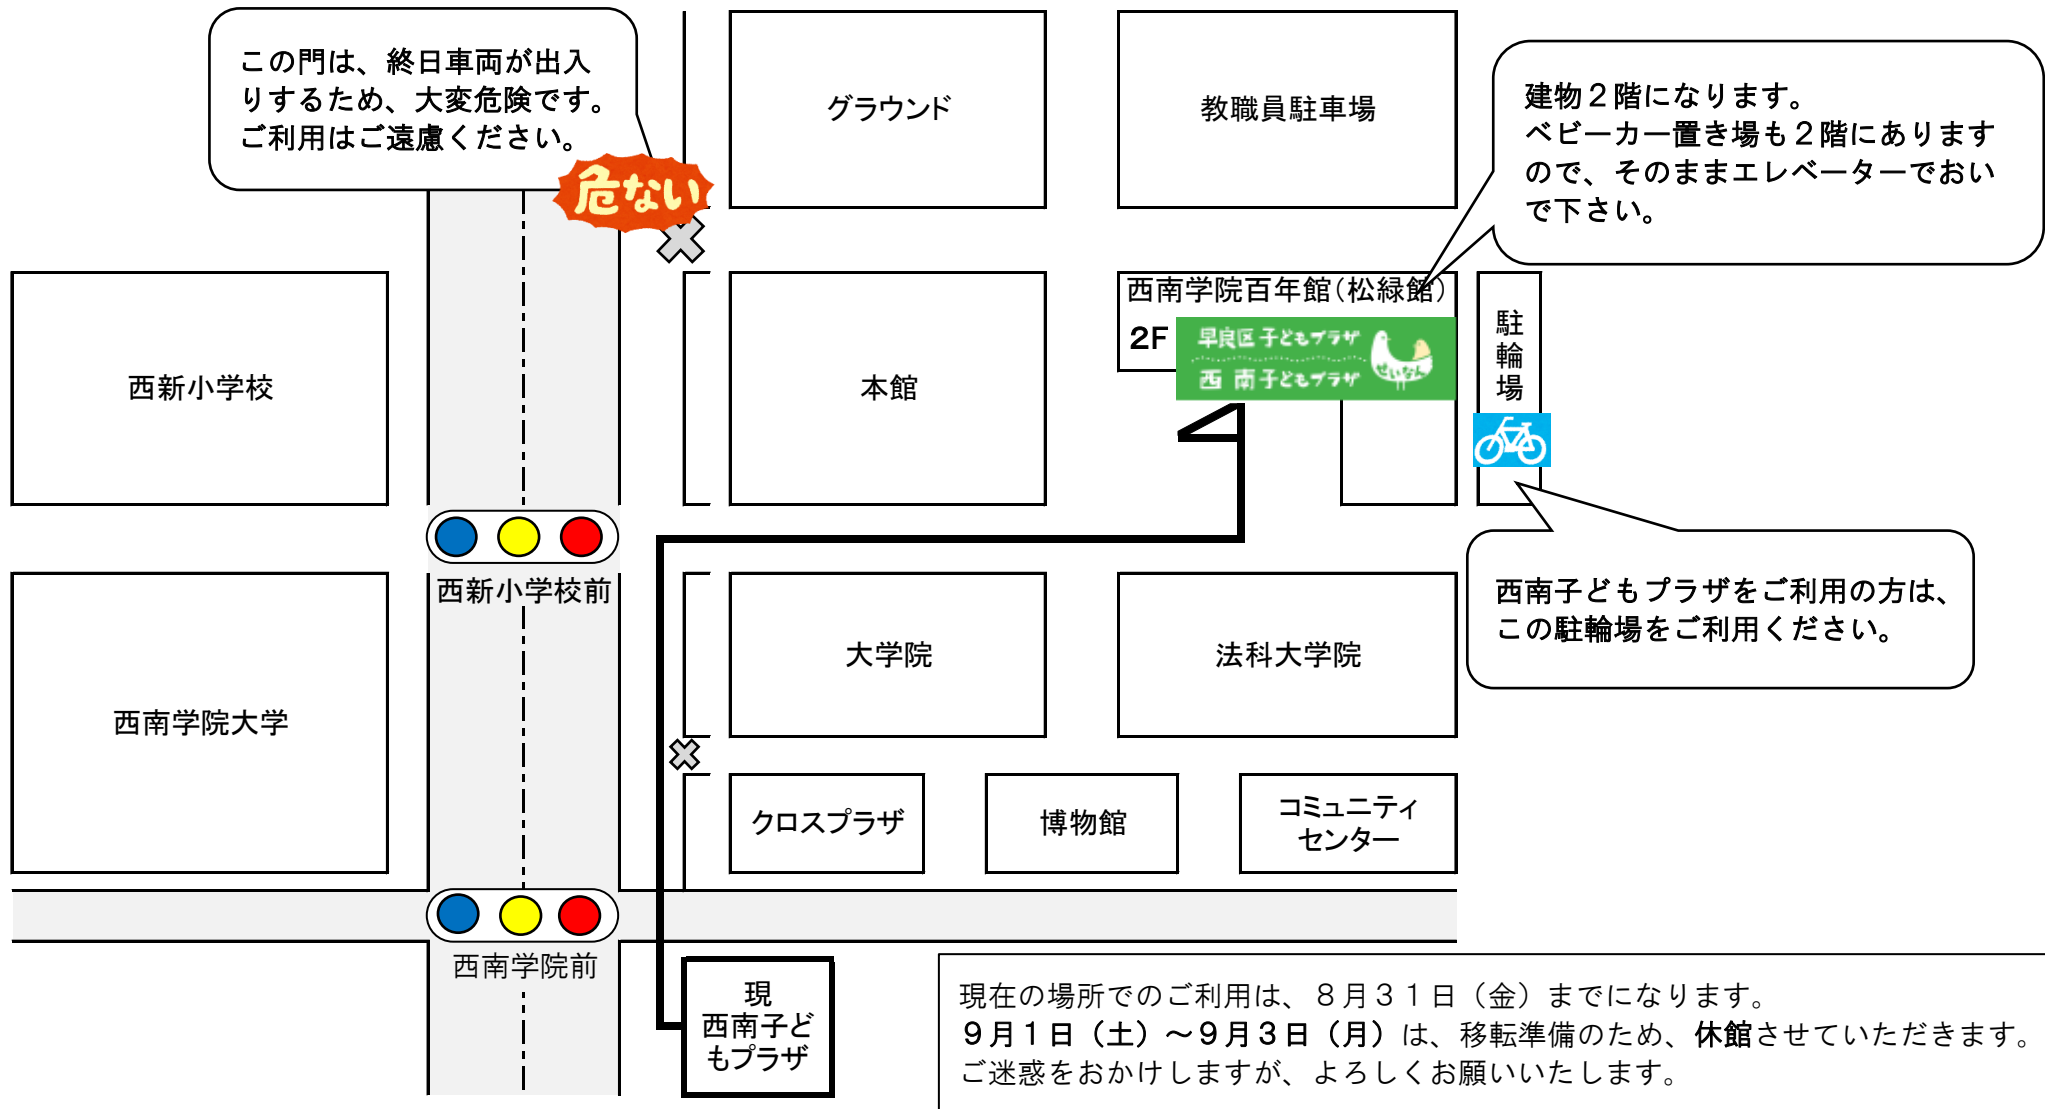 この門は、終日車両が出入
りするため、大変危険です。
ご利用はご遠慮ください。
危ない
グラウンド
教職員駐車場
建物２階になります。
ベビーカー置き場も２階にあります
ので、そのままエレベーターでおい
で下さい。
西新小学校
本館
西南学院百年館(松緑館)
2F
早良区子どもプラザ
西南子どもプラザ
せいなん
駐
輪
場
西新小学校前
西南子どもプラザをご利用の方は、
この駐輪場をご利用ください。
西南学院大学
大学院
法科大学院
クロスプラザ
博物館
コミュニティ
センター
西南学院前
現
西南子ど
もプラザ
現在の場所でのご利用は、８月３１日（金）までになります。
９月１日（土）～９月３日（月）は、移転準備のため、休館させていただきます。
ご迷惑をおかけしますが、よろしくお願いいたします。